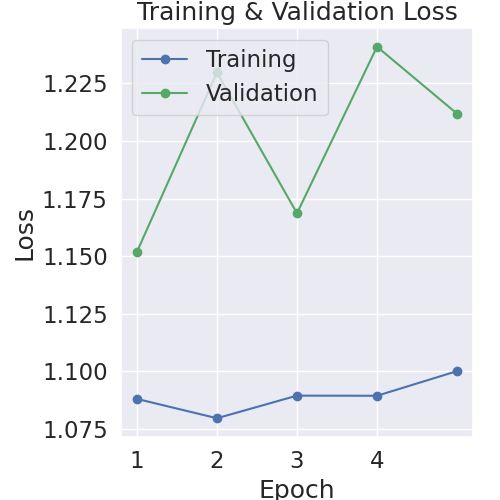 Training & Validation Loss
Training
Validation
1.225
1.200
1.175
1.150
1.125
1.100
1.075
Loss
1 2 3 4
Epoch